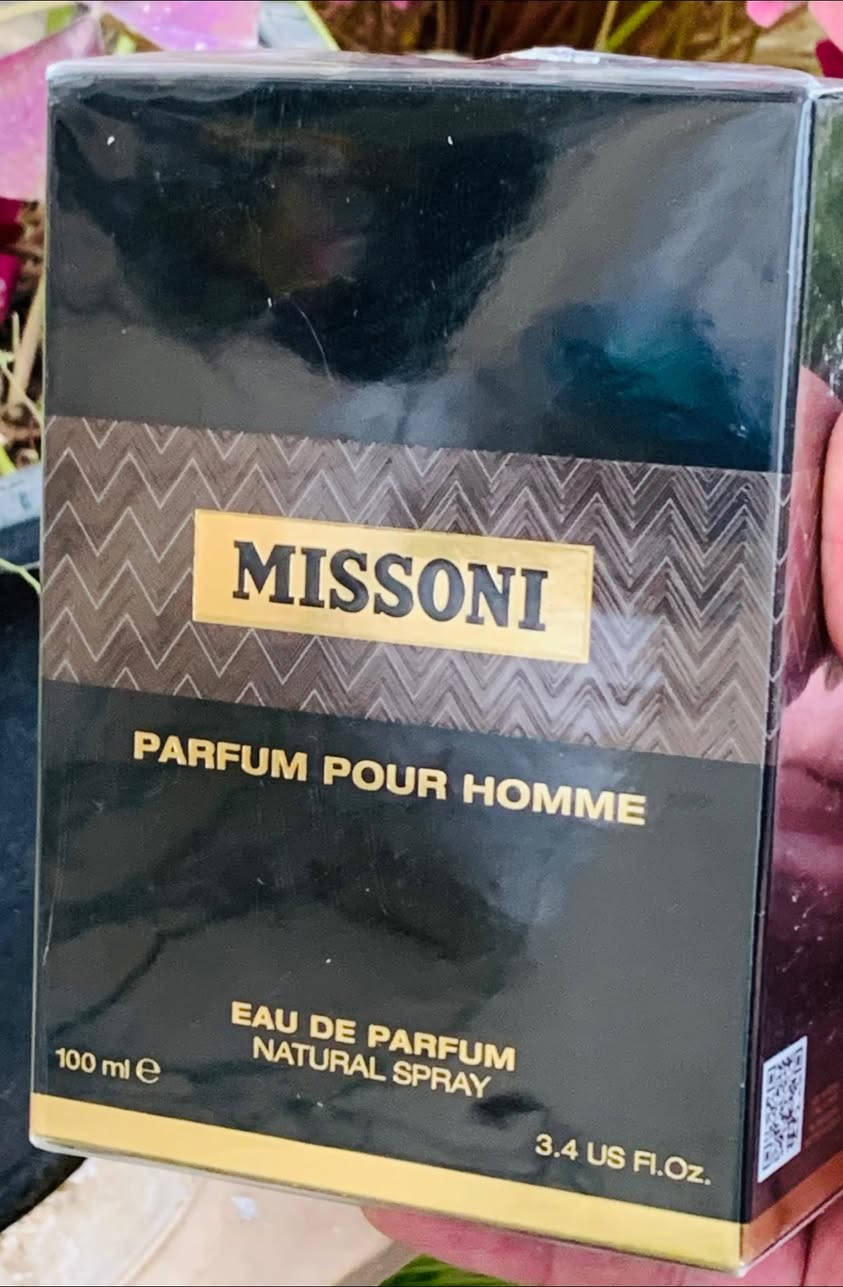 MISSONI
PARFUM POUR HOMME
EAU DE PARFUM
NATURAL SPRAY
100 ml ℮
3.4 US Fl.Oz.